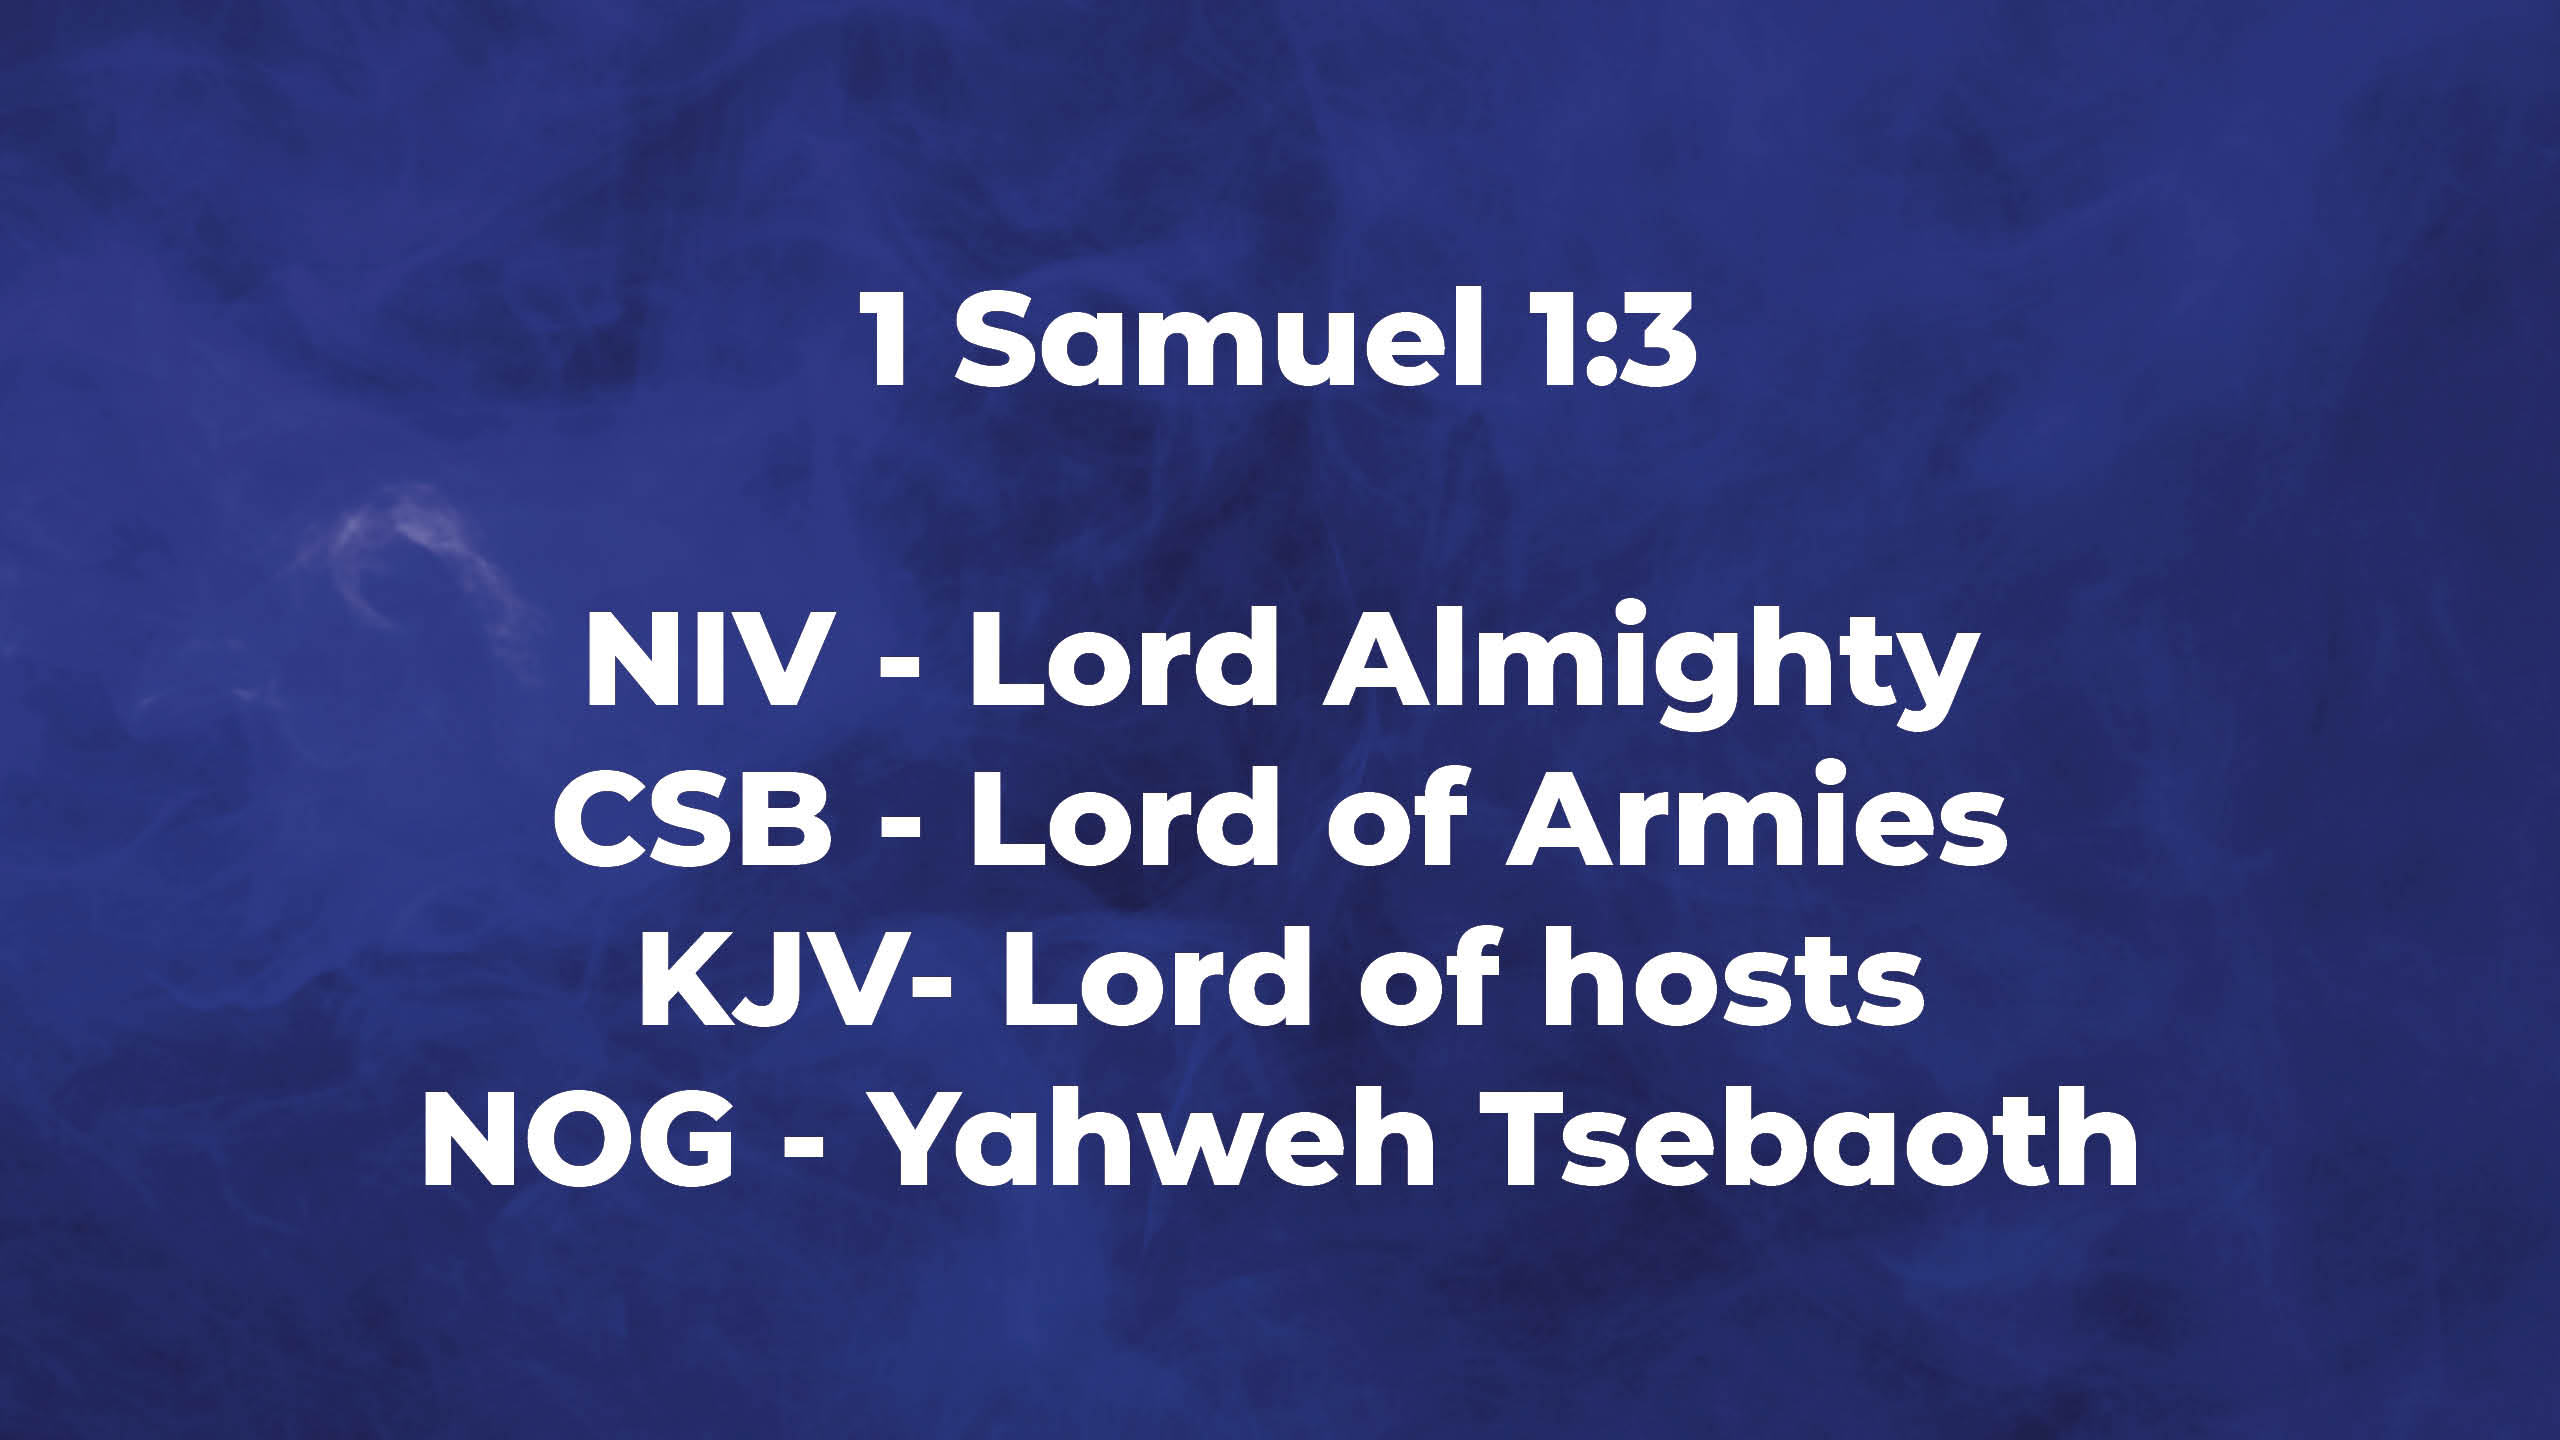 1 Samuel 1:3
NIV - Lord Almighty
CSB - Lord of Armies
KJV- Lord of hosts
NOG - Yahweh Tsebaoth